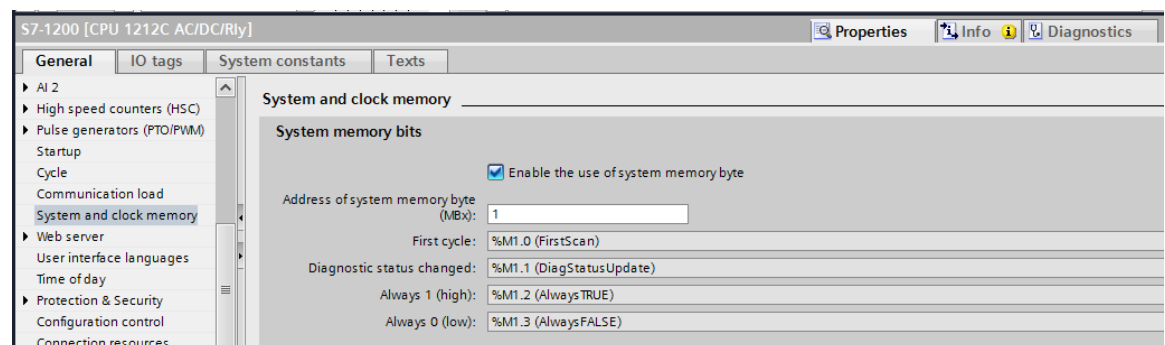 S7-1200 [CPU 1212C AC/DC/Rly]
Properties
Info
Diagnostics
General
IO tags
System constants
Texts
AI 2
High speed counters (HSC)
Pulse generators (PTO/PWM)
Startup
Cycle
Communication load
System and clock memory
Web server
User interface languages
Time of day
Protection & Security
Configuration control
Connection resources
System and clock memory
System memory bits
Enable the use of system memory byte
Address of system memory byte
(MBx): 1
First cycle: %M1.0 (FirstScan)
Diagnostic status changed: %M1.1 (DiagStatusUpdate)
Always 1 (high): %M1.2 (AlwaysTRUE)
Always 0 (low): %M1.3 (AlwaysFALSE)